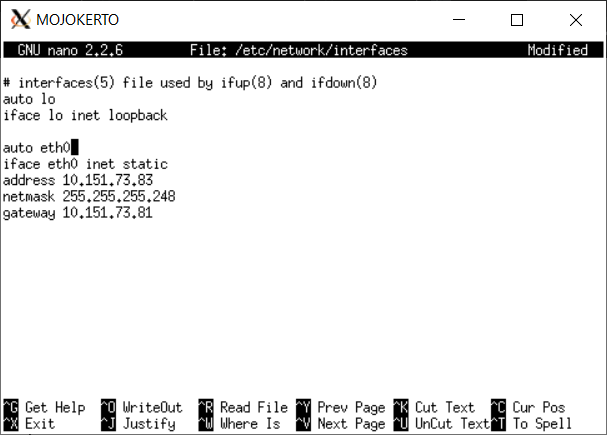 MOJOKERTO
GNU nano 2.2.6 File: /etc/network/interfaces Modified
# interfaces(5) file used by ifup(8) and ifdown(8)
auto lo
iface lo inet loopback
auto eth0
iface eth0 inet static
address 10.151.73.83
netmask 255.255.255.248
gateway 10.151.73.81
^G Get Help ^O WriteOut ^R Read File ^Y Prev Page ^K Cut Text ^C Cur Pos
^X Exit ^J Justify ^W Where Is ^V Next Page ^U UnCut Text ^T To Spell